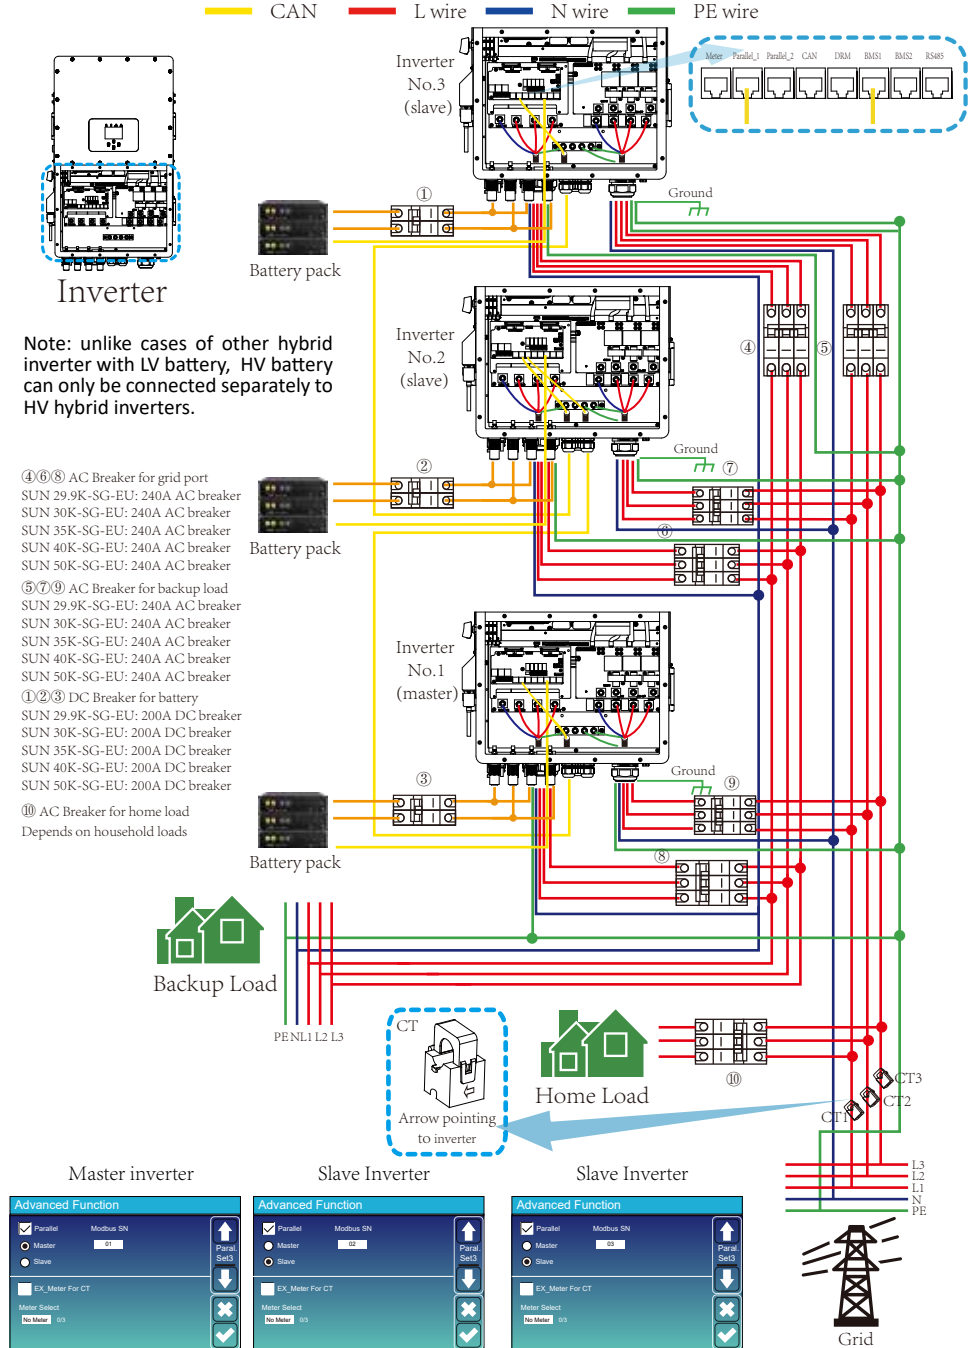 CAN
L wire
N wire
PE wire
Inverter
No.3
(slave)
Meter
Parallel_1
Parallel_2
CAN
DRM
BMS1
BMS2
RS485
①
Ground
Battery pack
Inverter
Note: unlike cases of other hybrid
inverter with LV battery, HV battery
can only be connected separately to
HV hybrid inverters.
Inverter
No.2
(slave)
④
⑤
②
Ground
⑦
⑥
Battery pack
④⑥⑧ AC Breaker for grid port
SUN 29.9K-SG-EU: 240A AC breaker
SUN 30K-SG-EU: 240A AC breaker
SUN 35K-SG-EU: 240A AC breaker
SUN 40K-SG-EU: 240A AC breaker
SUN 50K-SG-EU: 240A AC breaker
⑤⑦⑨ AC Breaker for backup load
SUN 29.9K-SG-EU: 240A AC breaker
SUN 30K-SG-EU: 240A AC breaker
SUN 35K-SG-EU: 240A AC breaker
SUN 40K-SG-EU: 240A AC breaker
SUN 50K-SG-EU: 240A AC breaker
①②③ DC Breaker for battery
SUN 29.9K-SG-EU: 200A DC breaker
SUN 30K-SG-EU: 200A DC breaker
SUN 35K-SG-EU: 200A DC breaker
SUN 40K-SG-EU: 200A DC breaker
SUN 50K-SG-EU: 200A DC breaker
⑩ AC Breaker for home load
Depends on household loads
Inverter
No.1
(master)
③
Ground
⑨
⑧
Battery pack
Backup Load
PE N L1 L2 L3
CT
Arrow pointing
to inverter
Home Load
⑩
CT3
CT2
CT1
L3
L2
L1
N
PE
Grid
Master inverter
Advanced Function
Parallel
Modbus SN
Master
01
Slave
Paral.
Set3
EX_Meter For CT
Meter Select
No Meter 0/3
Slave Inverter
Advanced Function
Parallel
Modbus SN
Master
02
Slave
Paral.
Set3
EX_Meter For CT
Meter Select
No Meter 0/3
Slave Inverter
Advanced Function
Parallel
Modbus SN
Master
03
Slave
Paral.
Set3
EX_Meter For CT
Meter Select
No Meter 0/3